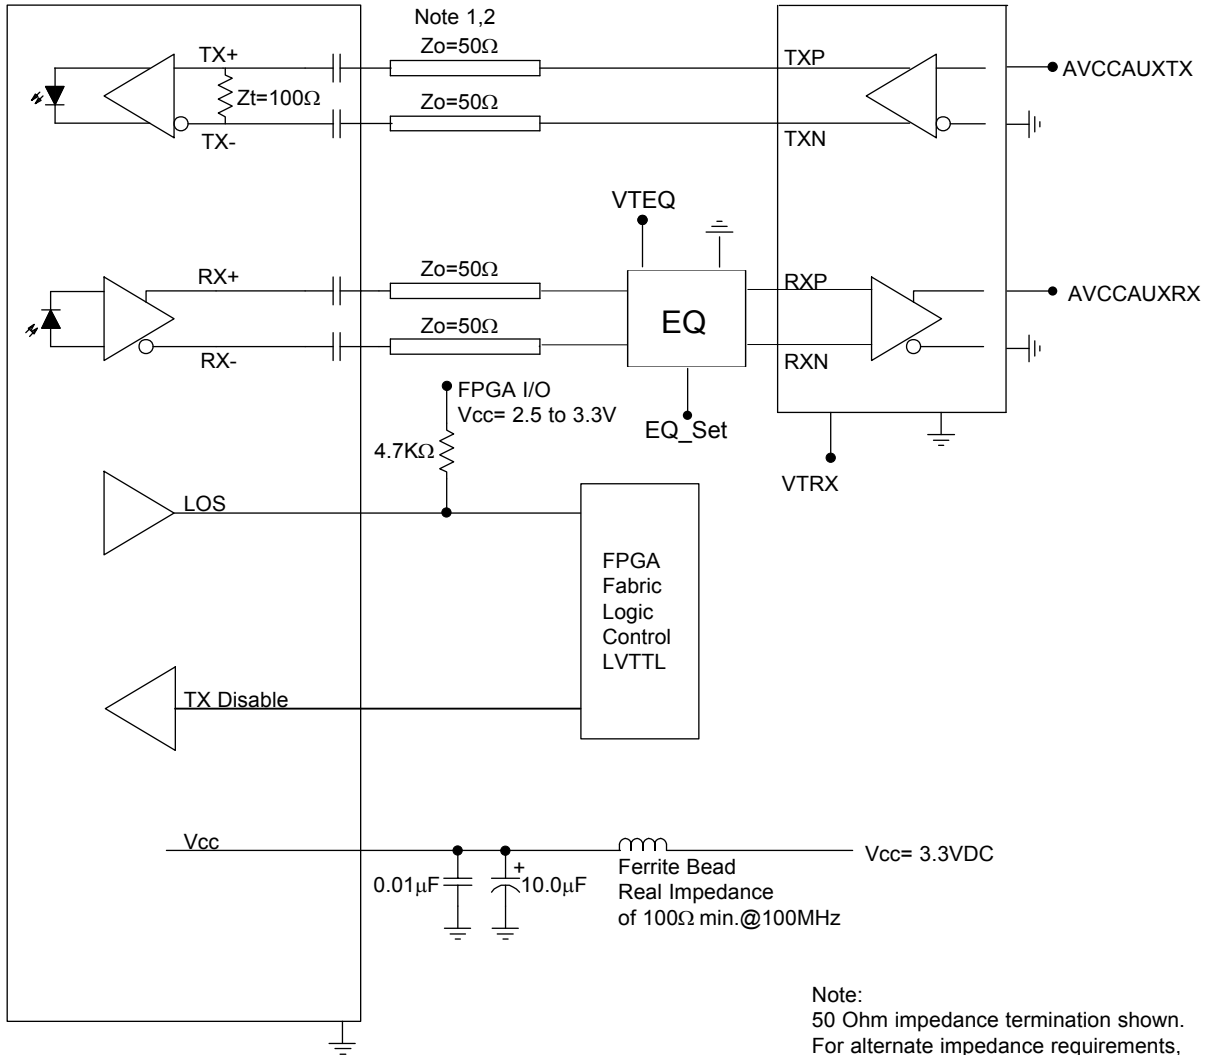 Note 1,2
TX+
Zo=50Ω
TXP
AVCCAUXTX
Zt=100Ω
Zo=50Ω
TX-
TXN
VTEQ
RX+
Zo=50Ω
RXP
AVCCAUXRX
EQ
Zo=50Ω
RX-
RXN
FPGA I/O
Vcc= 2.5 to 3.3V
EQ_Set
4.7KΩ
VTRX
LOS
FPGA
Fabric
Logic
Control
LVTTL
TX Disable
Vcc
Vcc= 3.3VDC
0.01µF
+
10.0µF
Ferrite Bead
Real Impedance
of 100Ω min.@100MHz
Note:
50 Ohm impedance termination shown.
For alternate impedance requirements,